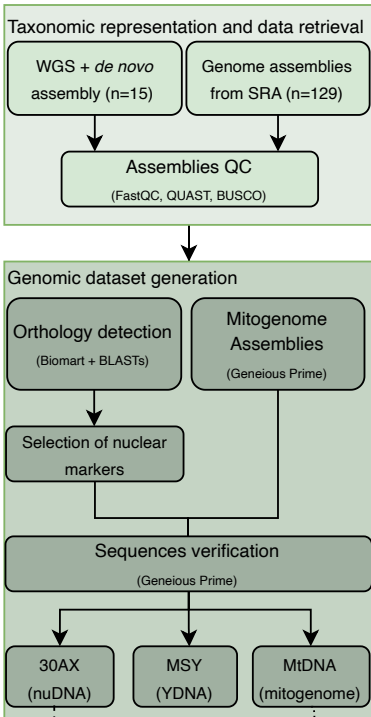 Taxonomic representation and data retrieval
WGS + de novo
assembly (n=15)
Genome assemblies
from SRA (n=129)
Assemblies QC
(FastQC, QUAST, BUSCO)
Genomic dataset generation
Orthology detection
(Biomart + BLASTs)
Mitogenome
Assemblies
(Geneious Prime)
Selection of nuclear
markers
Sequences verification
(Geneious Prime)
30AX
(nuDNA)
MSY
(YDNA)
MtDNA
(mitogenome)